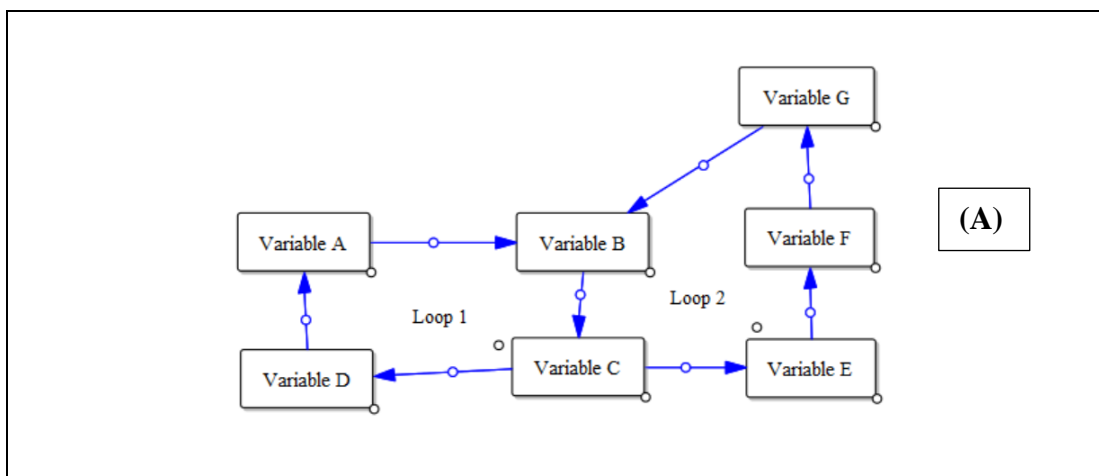 Variable G
(A)
Variable A
Variable B
Variable F
Loop 1
Loop 2
Variable D
Variable C
Variable E